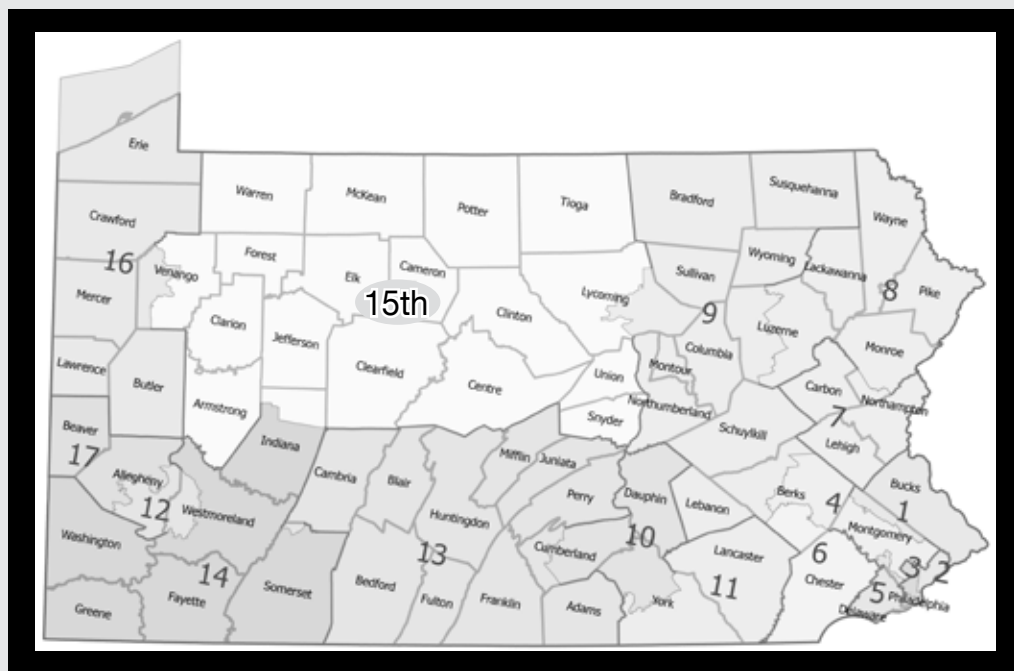 Erie
Warren
McKean
Potter
Tioga
Bradford
Susquehanna
Wayne
Crawford
16
Venango
Forest
Elk
Cameron
15th
Clinton
Lycoming
Sullivan
Wyoming
Lackawanna
8
Pike
Mercer
Clarion
Jefferson
Clearfield
Centre
9
Columbia
Luzerne
Monroe
Lawrence
Butler
Armstrong
Union
Snyder
Montour
Northumberland
Schuylkill
Carbon
7
Northampton
Lehigh
Beaver
17
Allegheny
12
Indiana
Westmoreland
Cambria
Blair
Mifflin
Juniata
Huntingdon
Perry
Dauphin
Lebanon
Berks
4
Bucks
1
Montgomery
Washington
Greene
14
Fayette
Somerset
Bedford
13
Fulton
Franklin
Cumberland
10
Adams
York
Lancaster
11
6
Chester
5
3
2
Delaware
Philadelphia